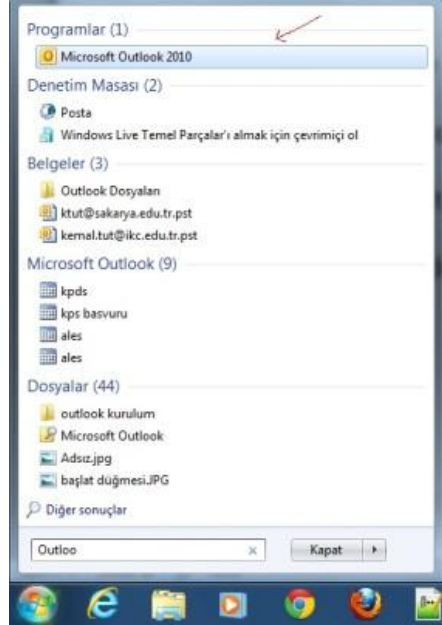 Programlar (1)
Microsoft Outlook 2010
Denetim Masası (2)
Posta
Windows Live Temel Parçalar'ı almak için çevrimiçi ol
Belgeler (3)
Outlook Dosyaları
ktut@sakarya.edu.tr.pst
kemal.tut@ikc.edu.tr.pst
Microsoft Outlook (9)
kpds
kps basvuru
ales
ales
Dosyalar (44)
outlook kurulum
Microsoft Outlook
Adsız.jpg
başlat düğmesi.JPG
Diğer sonuçlar
Outloo
Kapat